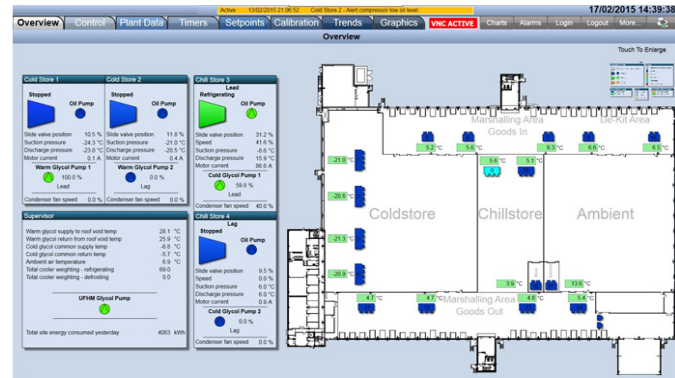 Active 13/02/2015 21:06:52 Cold Store 2 - Alert compressor low oil level
17/02/2015 14:39:38
Overview Control Plant Data Timers Setpoints Calibration Trends Graphics VNC ACTIVE Charts Alarms Login Logout More...
Overview
Touch To Enlarge
Cold Store 1
Stopped
Oil Pump
Slide valve position 10.5 %
Suction pressure -24.3 °C
Discharge pressure -23.0 °C
Motor current 0.1 A
Warm Glycol Pump 1
100.0 %
Lead
Condenser fan speed 0.0 %
Cold Store 2
Stopped
Oil Pump
Slide valve position 11.8 %
Suction pressure -21.0 °C
Discharge pressure -20.5 °C
Motor current 0.4 A
Warm Glycol Pump 2
0.0 %
Lag
Condenser fan speed 0.0 %
Chill Store 3
Lead
Refrigerating
Oil Pump
Slide valve position 31.2 %
Speed 41.6 %
Suction pressure -8.6 °C
Discharge pressure 15.9 °C
Motor current 86.6 A
Cold Glycol Pump 1
59.8 %
Lead
Condenser fan speed 40.0 %
Supervisor
Warm glycol supply to roof void temp 28.1 °C
Warm glycol return from roof void temp 25.9 °C
Cold glycol common supply temp -6.8 °C
Cold glycol common return temp -5.7 °C
Ambient air temperature 6.9 °C
Total cooler weighting - refrigerating 69.0
Total cooler weighting - defrosting 0.0
UFHM Glycol Pump
Total site energy consumed yesterday 4063 kWh
Chill Store 4
Lag
Stopped
Oil Pump
Slide valve position 9.5 %
Speed 0.0 %
Suction pressure 6.0 °C
Discharge pressure 6.0 °C
Motor current 0.9 A
Cold Glycol Pump 2
0.0 %
Lag
Condenser fan speed 0.0 %
Marshalling Area
Goods In
De-Kit Area
5.2 °C
5.6 °C
6.3 °C
6.6 °C
6.5 °C
-21.0 °C
5.6 °C
5.1 °C
-20.8 °C
Coldstore
Chillstore
Ambient
-21.3 °C
-20.9 °C
3.9 °C
13.6 °C
4.7 °C
4.7 °C
Marshalling Area
Goods Out
4.8 °C
5.4 °C